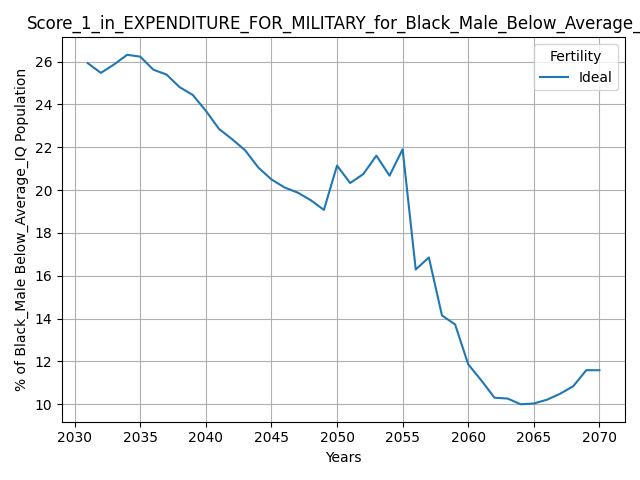 Score_1_in_EXPENDITURE_FOR_MILITARY_for_Black_Male_Below_Average_
Fertility
Ideal
% of Black_Male Below_Average_IQ Population
26
24
22
20
18
16
14
12
10
2030 2035 2040 2045 2050 2055 2060 2065 2070
Years